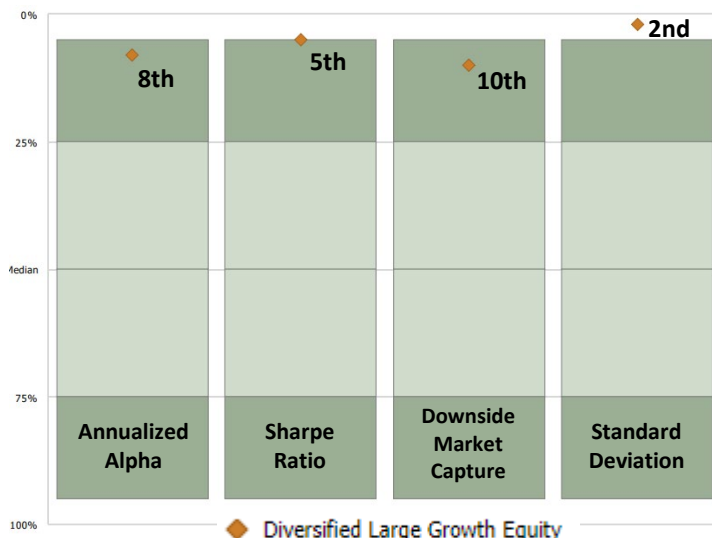 0%
2nd
8th
5th
10th
25%
Median
75%
Annualized
Alpha
Sharpe
Ratio
Downside
Market
Capture
Standard
Deviation
100%
Diversified Large Growth Equity